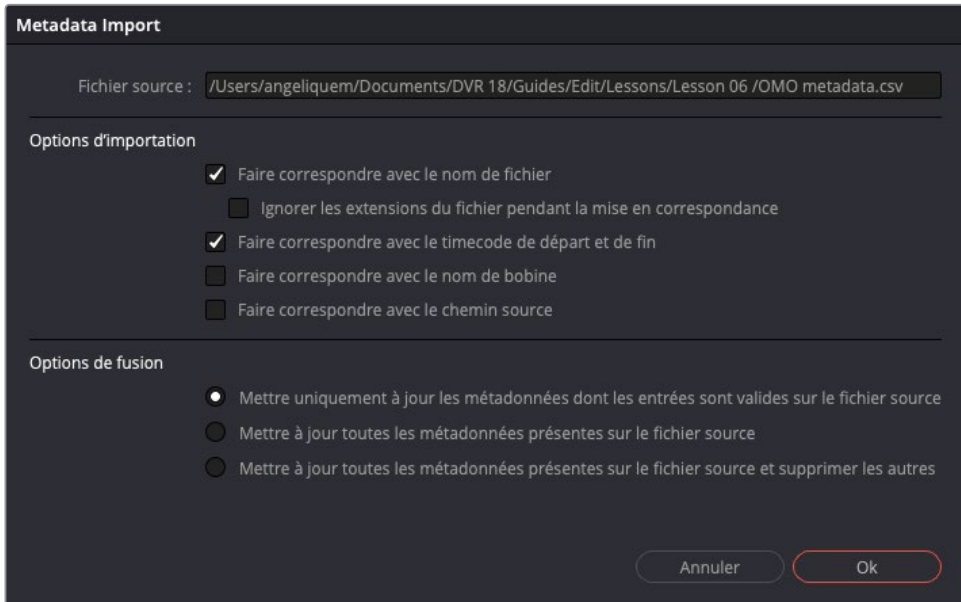 Metadata Import
Fichier source : /Users/angeliquem/Documents/DVR 18/Guides/Edit/Lessons/Lesson 06 /OMO metadata.csv
Options d'importation
Faire correspondre avec le nom de fichier
Ignorer les extensions du fichier pendant la mise en correspondance
Faire correspondre avec le timecode de départ et de fin
Faire correspondre avec le nom de bobine
Faire correspondre avec le chemin source
Options de fusion
Mettre uniquement à jour les métadonnées dont les entrées sont valides sur le fichier source
Mettre à jour toutes les métadonnées présentes sur le fichier source
Mettre à jour toutes les métadonnées présentes sur le fichier source et supprimer les autres
Annuler Ok